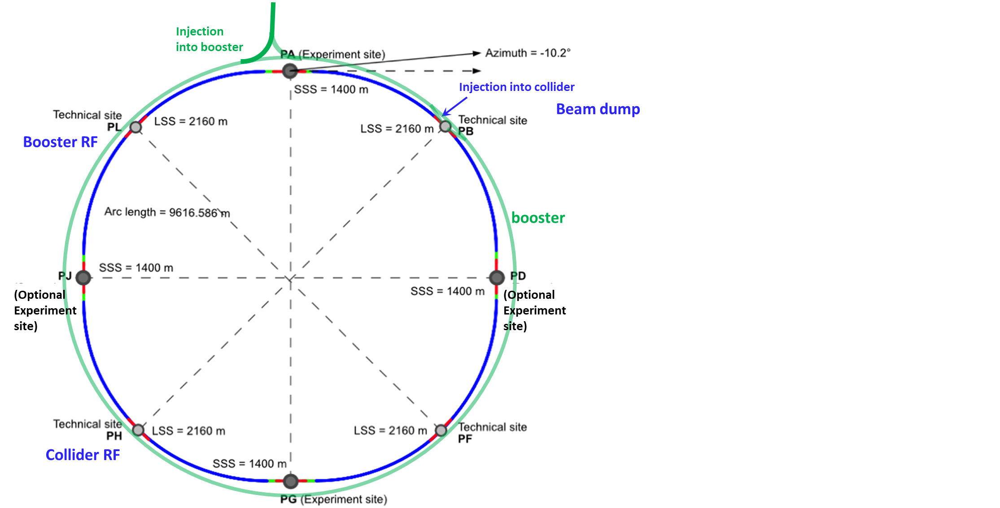 Injection
into booster
PA (Experiment site)
Azimuth = -10.2°
SSS = 1400 m
Injection into collider
Beam dump
Technical site
PL
LSS = 2160 m
Booster RF
LSS = 2160 m
Technical site
PB
Arc length = 9616.586 m
booster
PJ
SSS = 1400 m
(Optional
Experiment
site)
PD
SSS = 1400 m
(Optional
Experiment
site)
Technical site
PH
LSS = 2160 m
Collider RF
LSS = 2160 m
Technical site
PF
SSS = 1400 m
PG (Experiment site)